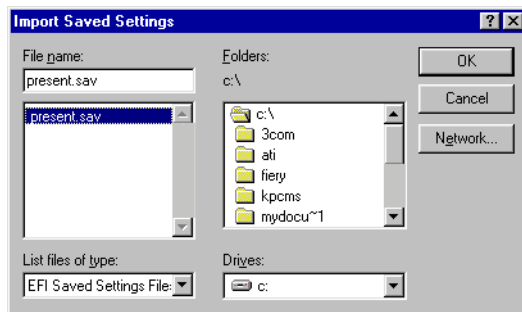 Import Saved Settings
File name:
present.sav
present.sav
List files of type:
EFI Saved Settings File:
Folders:
c:\
c:\
3com
ati
fiery
kpcms
mydocu~1
Drives:
c:
OK
Cancel
Network...